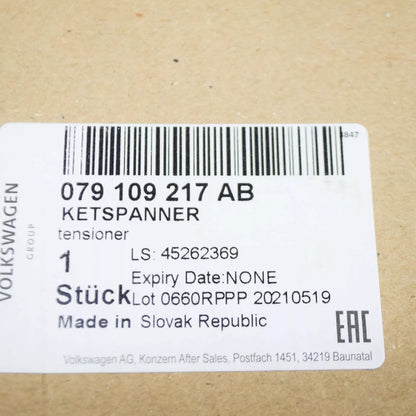 4847
079 109 217 AB
KETSPANNER
tensioner
1
LS: 45262369
Expiry Date:NONE
Stück
Lot 0660RPPP 20210519
Made in Slovak Republic
EAC
Volkswagen AG, Konzern After Sales, Postfach 1451, 34219 Baunatal
VOLKSWAGEN
GROUP